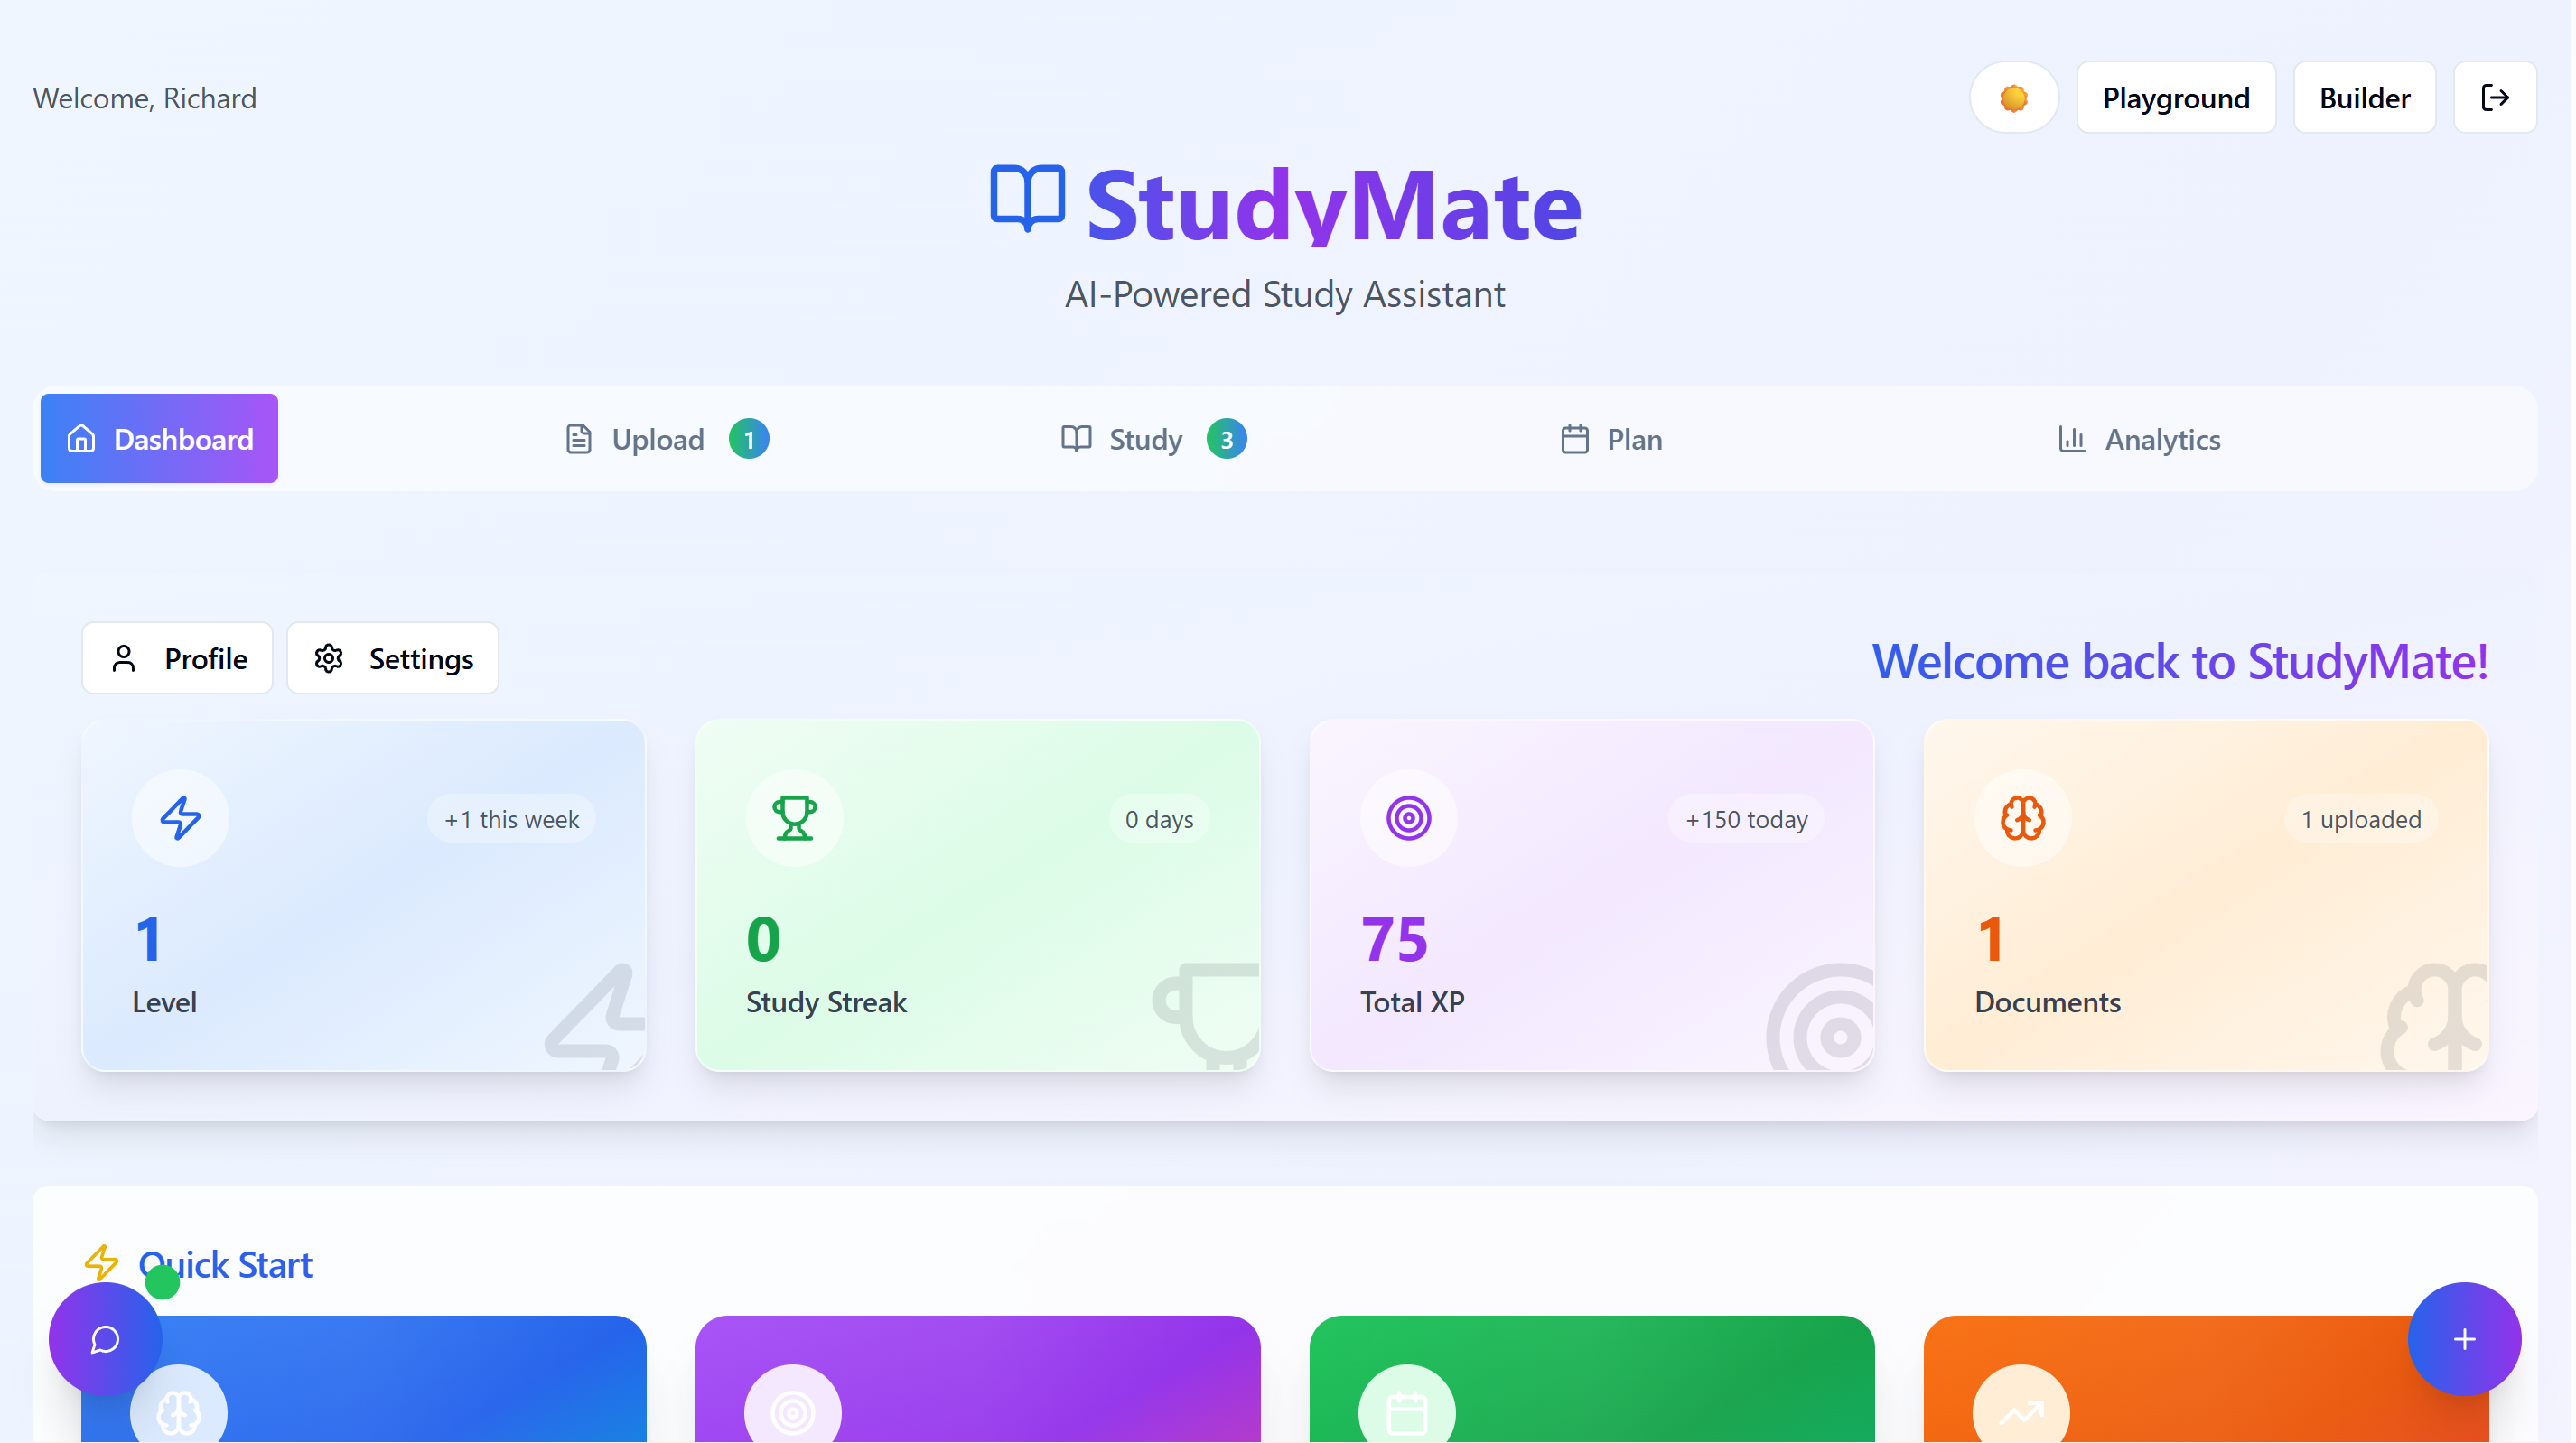 Welcome, Richard
Playground
Builder
StudyMate
AI-Powered Study Assistant
Dashboard
Upload 1
Study 3
Plan
Analytics
Profile
Settings
Welcome back to StudyMate!
+1 this week
1
Level
0 days
0
Study Streak
+150 today
75
Total XP
1 uploaded
1
Documents
Quick Start